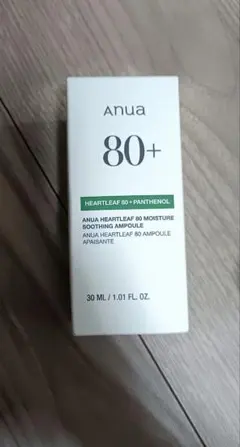 Anua
80+
HEARTLEAF 80 + PANTHENOL
ANUA HEARTLEAF 80 MOISTURE
SOOTHING AMPOULE
ANUA HEARTLEAF 80 AMPOULE
APAISANTE
30 ML / 1.01 FL. OZ.